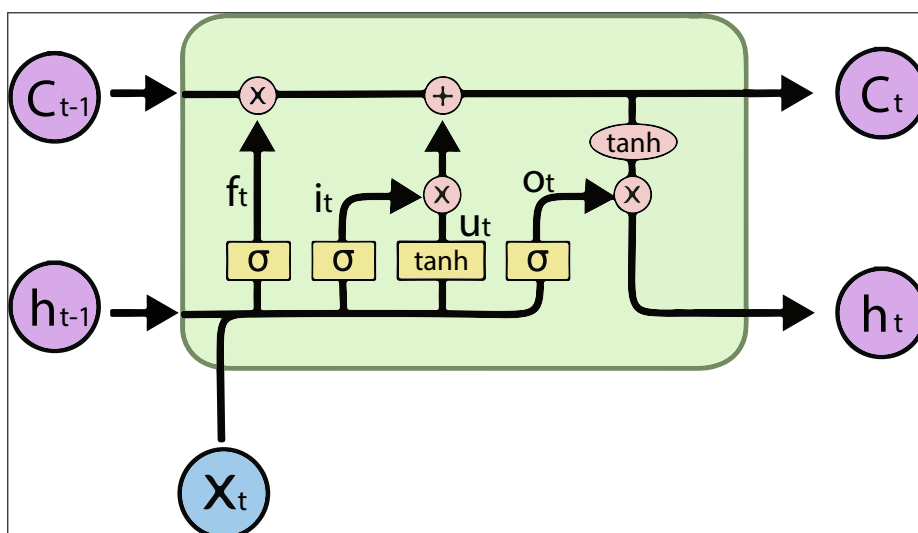 Ct-1
x
+
Ct
tanh
ft
it
x
ut
ot
x
σ
σ
tanh
σ
ht-1
ht
Xt